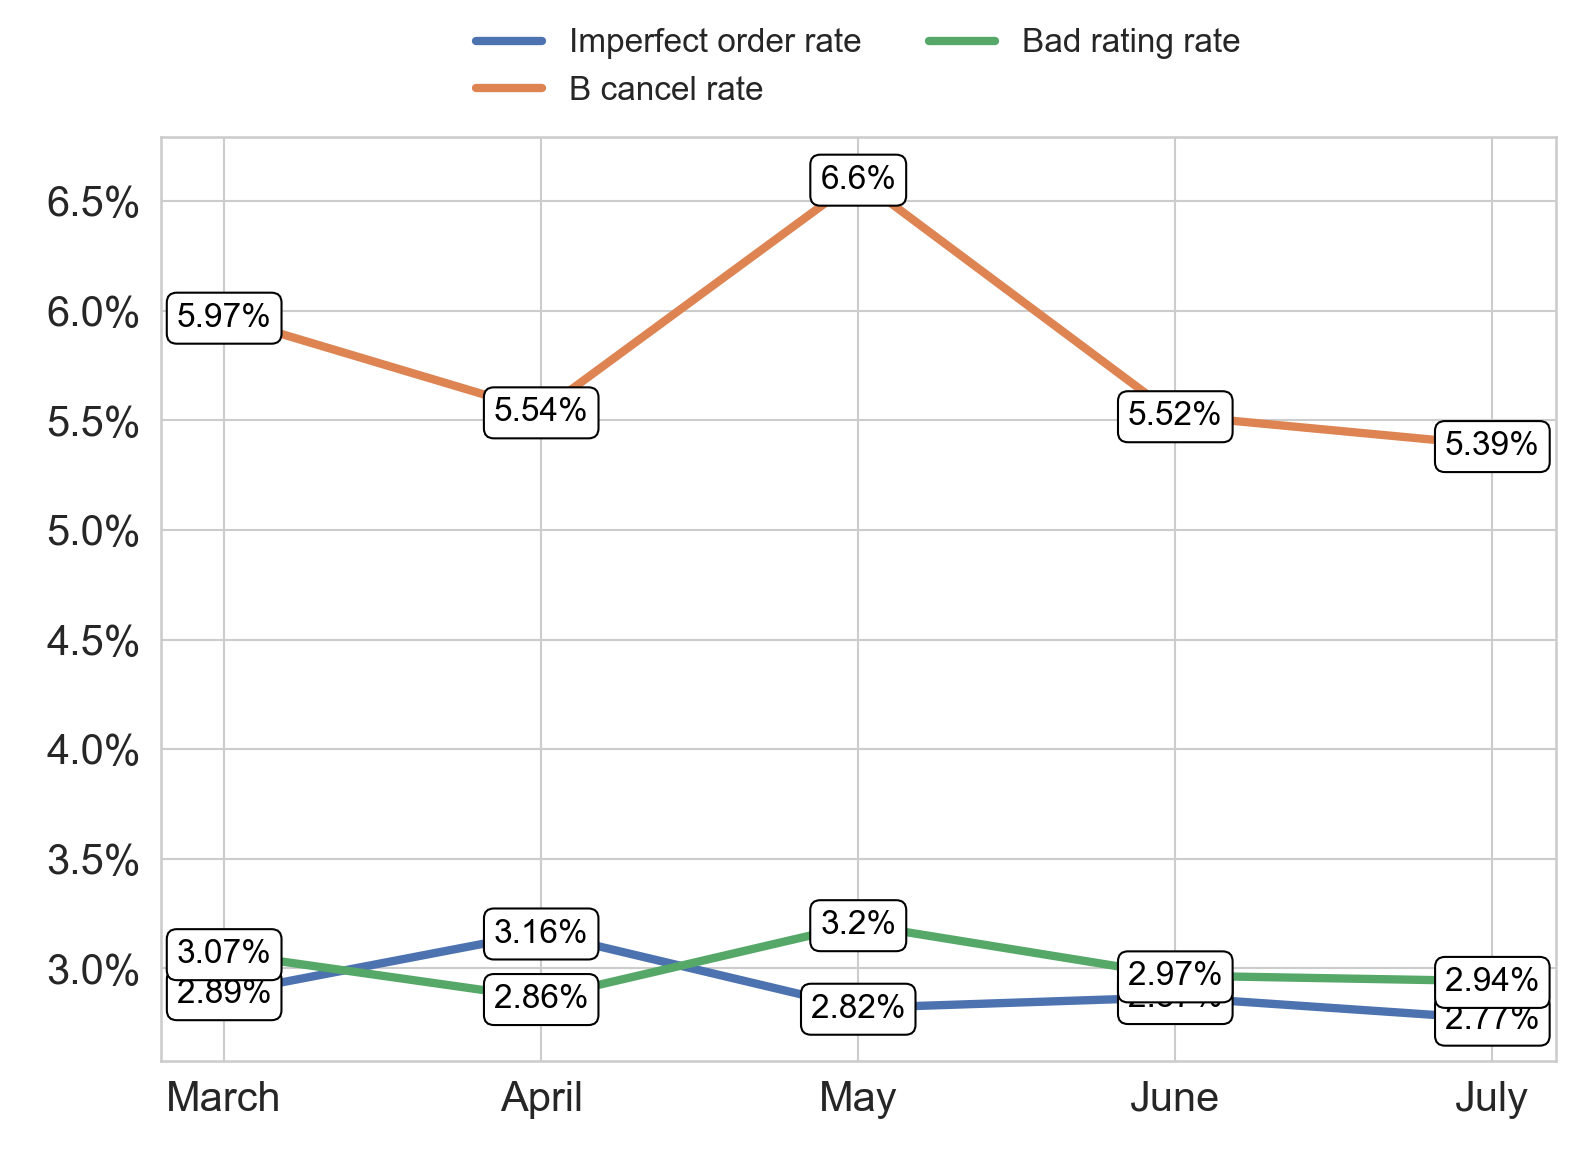 Imperfect order rate
Bad rating rate
B cancel rate
6.5%
6.0%
5.5%
5.0%
4.5%
4.0%
3.5%
3.0%
5.97%
5.54%
6.6%
5.52%
5.39%
3.07%
2.89%
3.16%
2.86%
3.2%
2.82%
2.97%
2.94%
2.77%
March
April
May
June
July